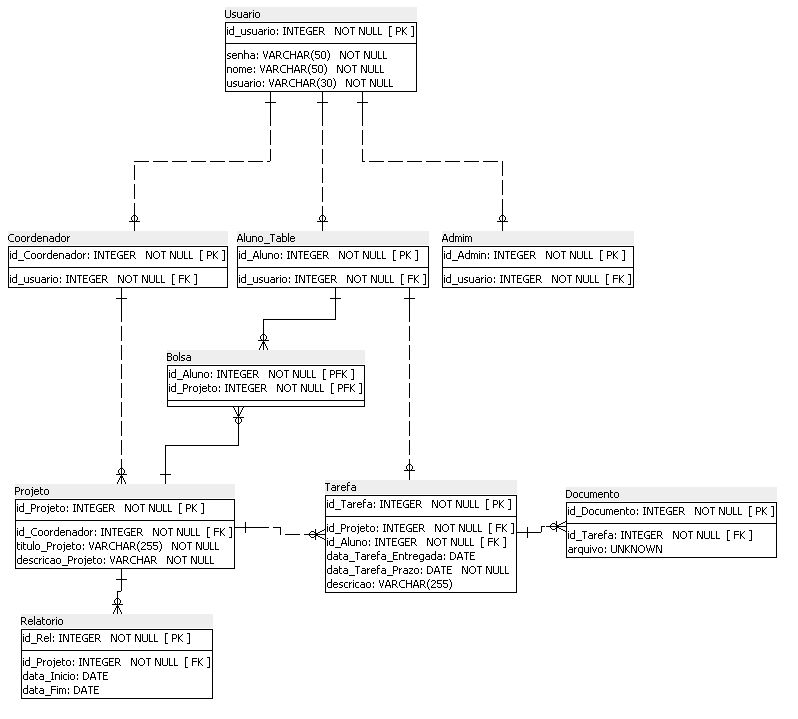 Usuario
id_usuario: INTEGER NOT NULL [ PK ]
senha: VARCHAR(50) NOT NULL
nome: VARCHAR(50) NOT NULL
usuario: VARCHAR(30) NOT NULL
Coordenador
id_Coordenador: INTEGER NOT NULL [ PK ]
id_usuario: INTEGER NOT NULL [ FK ]
Aluno_Table
id_Aluno: INTEGER NOT NULL [ PK ]
id_usuario: INTEGER NOT NULL [ FK ]
Admim
id_Admin: INTEGER NOT NULL [ PK ]
id_usuario: INTEGER NOT NULL [ FK ]
Bolsa
id_Aluno: INTEGER NOT NULL [ PFK ]
id_Projeto: INTEGER NOT NULL [ PFK ]
Projeto
id_Projeto: INTEGER NOT NULL [ PK ]
id_Coordenador: INTEGER NOT NULL [ FK ]
titulo_Projeto: VARCHAR(255) NOT NULL
descricao_Projeto: VARCHAR NOT NULL
Tarefa
id_Tarefa: INTEGER NOT NULL [ PK ]
id_Projeto: INTEGER NOT NULL [ FK ]
id_Aluno: INTEGER NOT NULL [ FK ]
data_Tarefa_Entregada: DATE
data_Tarefa_Prazo: DATE NOT NULL
descricao: VARCHAR(255)
Documento
id_Documento: INTEGER NOT NULL [ PK ]
id_Tarefa: INTEGER NOT NULL [ FK ]
arquivo: UNKNOWN
Relatorio
id_Rel: INTEGER NOT NULL [ PK ]
id_Projeto: INTEGER NOT NULL [ FK ]
data_Inicio: DATE
data_Fim: DATE